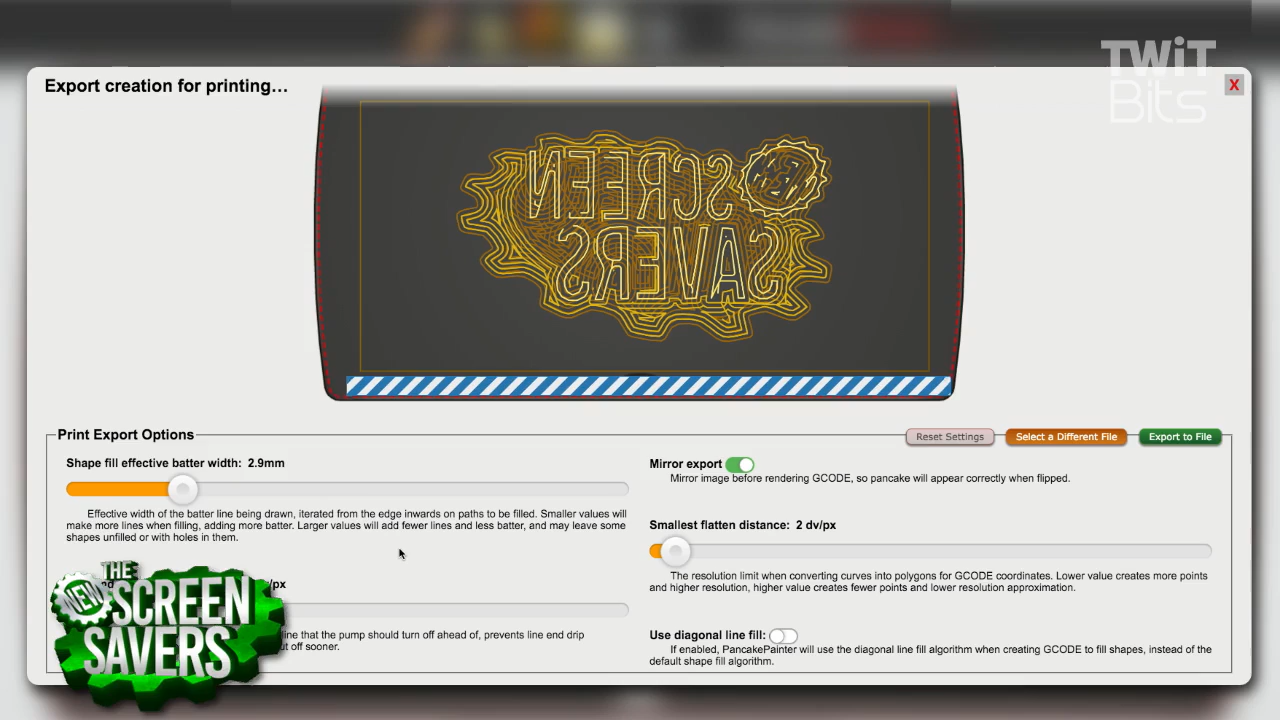 TWiT
Bits
Export creation for printing...
X
NEW
SCREEN
SAVERS
Print Export Options
Reset Settings
Select a Different File
Export to File
Shape fill effective batter width: 2.9mm
Effective width of the batter line being drawn, iterated from the edge inwards on paths to be filled. Smaller values will
make more lines when filling, adding more batter. Larger values will add fewer lines and less batter, and may leave some
shapes unfilled or with holes in them.
/px
line that the pump should turn off ahead of, prevents line end drip
ut off sooner.
Mirror export
Mirror image before rendering GCODE, so pancake will appear correctly when flipped.
Smallest flatten distance: 2 dv/px
The resolution limit when converting curves into polygons for GCODE coordinates. Lower value creates more points
and higher resolution, higher value creates fewer points and lower resolution approximation.
Use diagonal line fill:
If enabled, PancakePainter will use the diagonal line fill algorithm when creating GCODE to fill shapes, instead of the
default shape fill algorithm.
THE
NEW
SCREEN
SAVERS